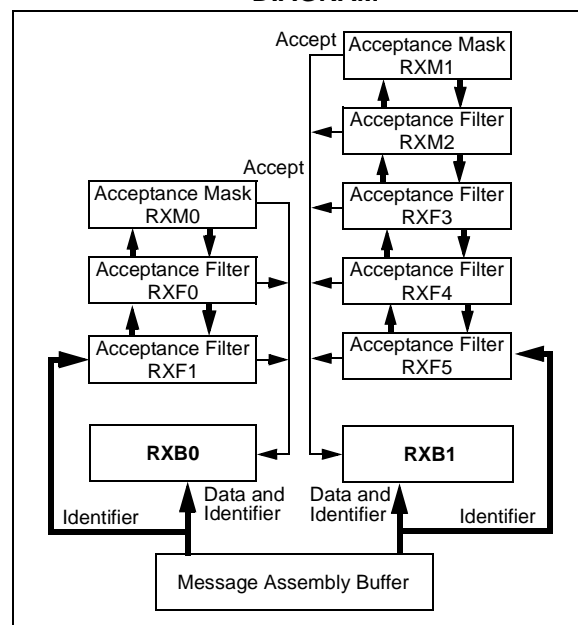 DIAGRAM
Accept
Acceptance Mask
RXM1
Acceptance Filter
RXM2
Accept
Acceptance Mask
RXM0
Acceptance Filter
RXF3
Acceptance Filter
RXF0
Acceptance Filter
RXF4
Acceptance Filter
RXF1
Acceptance Filter
RXF5
RXB0
RXB1
Data and
Identifier
Data and
Identifier
Identifier
Identifier
Message Assembly Buffer